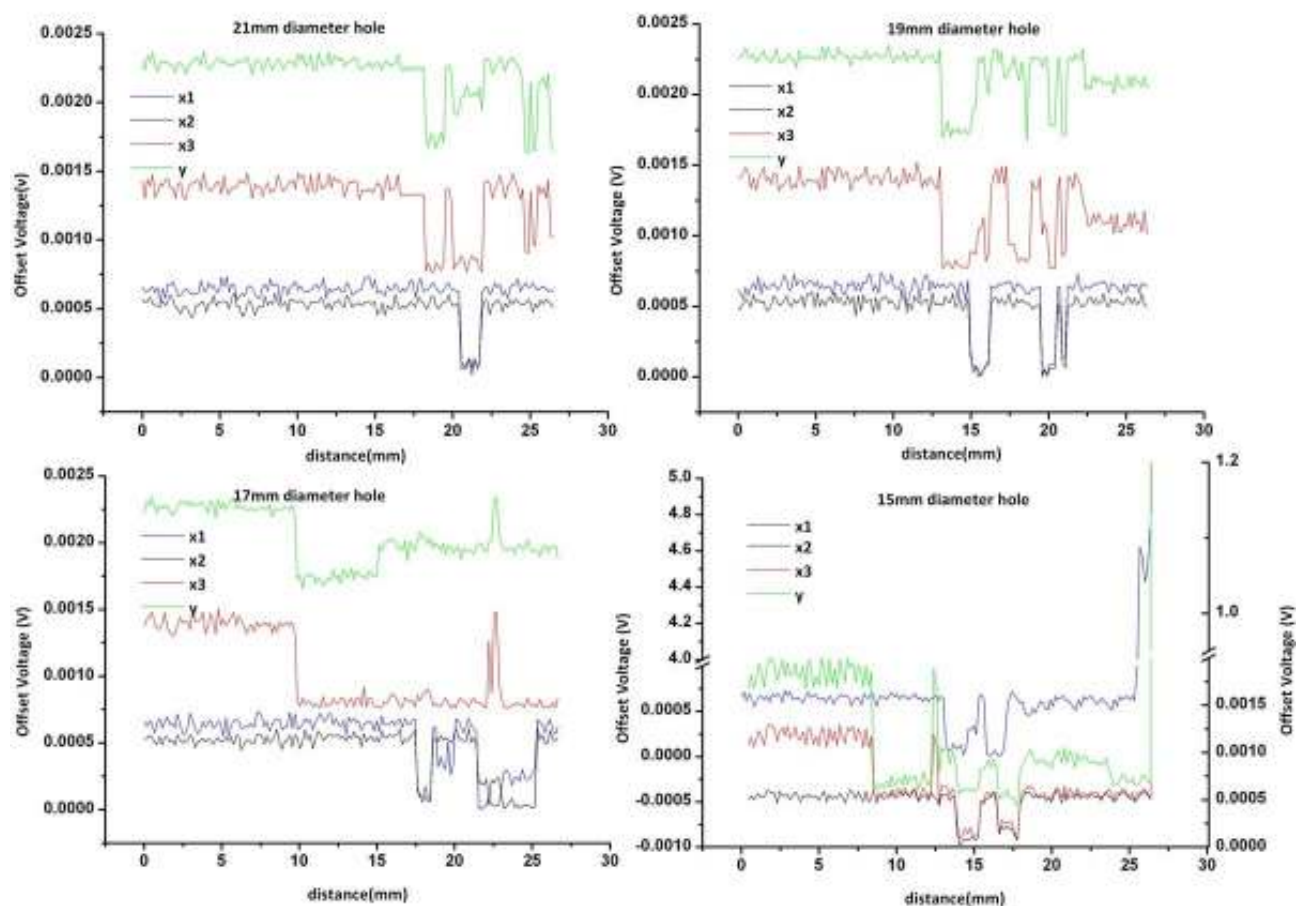 21mm diameter hole
0.0025
0.0020
0.0015
0.0010
0.0005
0.0000
Offset Voltage(v)
x1
x2
x3
y
0 5 10 15 20 25 30
distance(mm)
19mm diameter hole
0.0025
0.0020
0.0015
0.0010
0.0005
0.0000
Offset Voltage (V)
x1
x2
x3
y
0 5 10 15 20 25 30
distance(mm)
17mm diameter hole
0.0025
0.0020
0.0015
0.0010
0.0005
0.0000
Offset Voltage (V)
x1
x2
x3
y
0 5 10 15 20 25 30
distance(mm)
15mm diameter hole
5.0
4.8
4.6
4.4
4.2
4.0
0.0005
0.0000
-0.0005
-0.0010
Offset Voltage (V)
x1
x2
x3
y
1.2
1.0
0.0015
0.0010
0.0005
0.0000
Offset Voltage (V)
0 5 10 15 20 25 30
distance(mm)